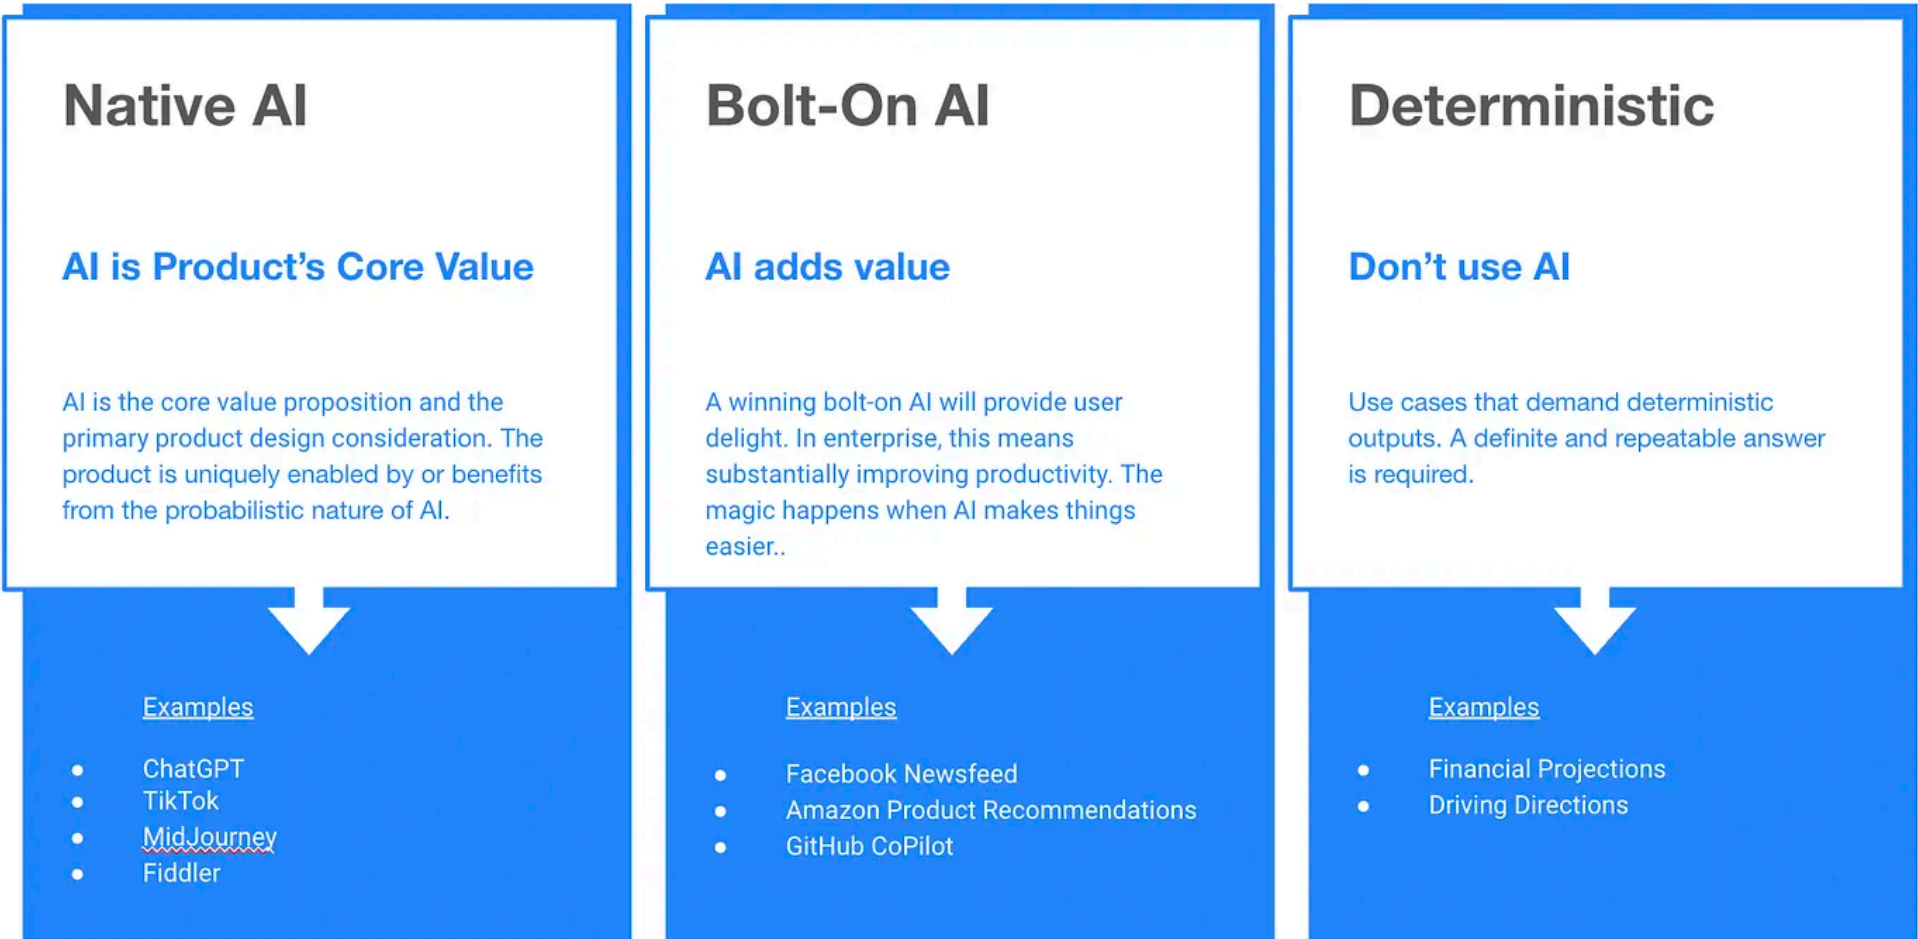 Native AI
AI is Product’s Core Value
AI is the core value proposition and the
primary product design consideration. The
product is uniquely enabled by or benefits
from the probabilistic nature of AI.
Examples
● ChatGPT
● TikTok
● MidJourney
● Fiddler
Bolt-On AI
AI adds value
A winning bolt-on AI will provide user
delight. In enterprise, this means
substantially improving productivity. The
magic happens when AI makes things
easier..
Examples
● Facebook Newsfeed
● Amazon Product Recommendations
● GitHub CoPilot
Deterministic
Don’t use AI
Use cases that demand deterministic
outputs. A definite and repeatable answer
is required.
Examples
● Financial Projections
● Driving Directions